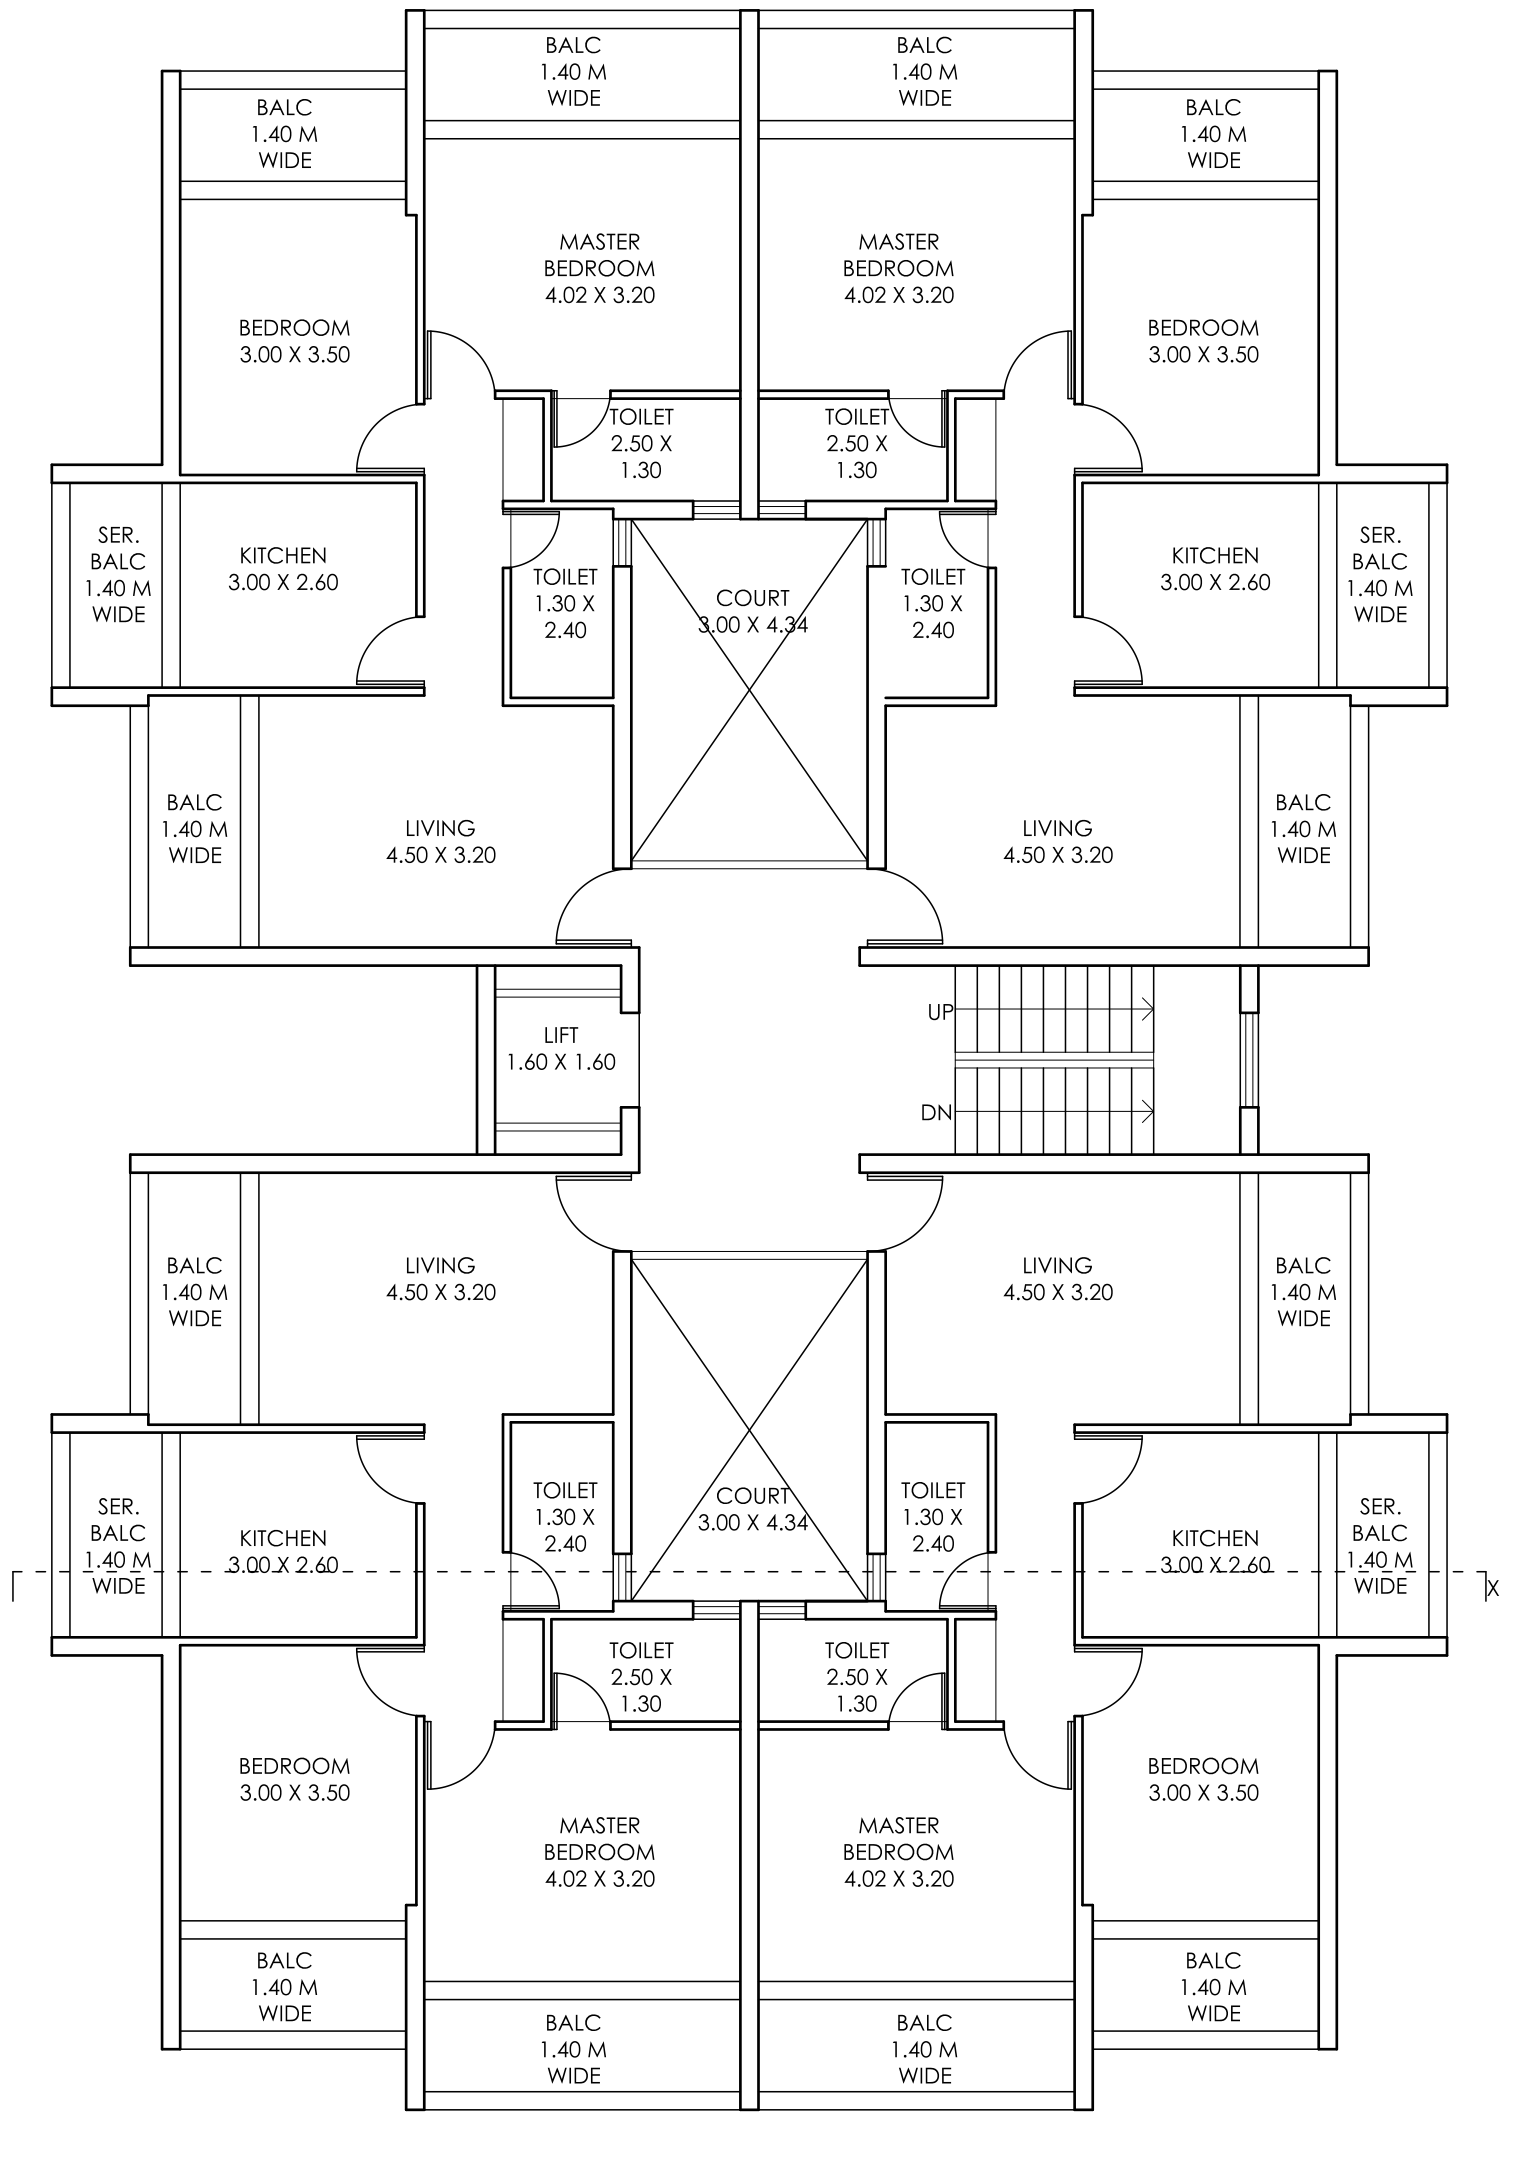 BALC
1.40 M
WIDE
BALC
1.40 M
WIDE
BALC
1.40 M
WIDE
BALC
1.40 M
WIDE
MASTER
BEDROOM
4.02 X 3.20
MASTER
BEDROOM
4.02 X 3.20
BEDROOM
3.00 X 3.50
BEDROOM
3.00 X 3.50
TOILET
2.50 X
1.30
TOILET
2.50 X
1.30
SER.
BALC
1.40 M
WIDE
KITCHEN
3.00 X 2.60
TOILET
1.30 X
2.40
COURT
3.00 X 4.34
TOILET
1.30 X
2.40
KITCHEN
3.00 X 2.60
SER.
BALC
1.40 M
WIDE
BALC
1.40 M
WIDE
LIVING
4.50 X 3.20
LIVING
4.50 X 3.20
BALC
1.40 M
WIDE
LIFT
1.60 X 1.60
UP
DN
BALC
1.40 M
WIDE
LIVING
4.50 X 3.20
LIVING
4.50 X 3.20
BALC
1.40 M
WIDE
SER.
BALC
1.40 M
WIDE
KITCHEN
3.00 X 2.60
TOILET
1.30 X
2.40
COURT
3.00 X 4.34
TOILET
1.30 X
2.40
KITCHEN
3.00 X 2.60
SER.
BALC
1.40 M
WIDE
X
TOILET
2.50 X
1.30
TOILET
2.50 X
1.30
BEDROOM
3.00 X 3.50
BEDROOM
3.00 X 3.50
MASTER
BEDROOM
4.02 X 3.20
MASTER
BEDROOM
4.02 X 3.20
BALC
1.40 M
WIDE
BALC
1.40 M
WIDE
BALC
1.40 M
WIDE
BALC
1.40 M
WIDE